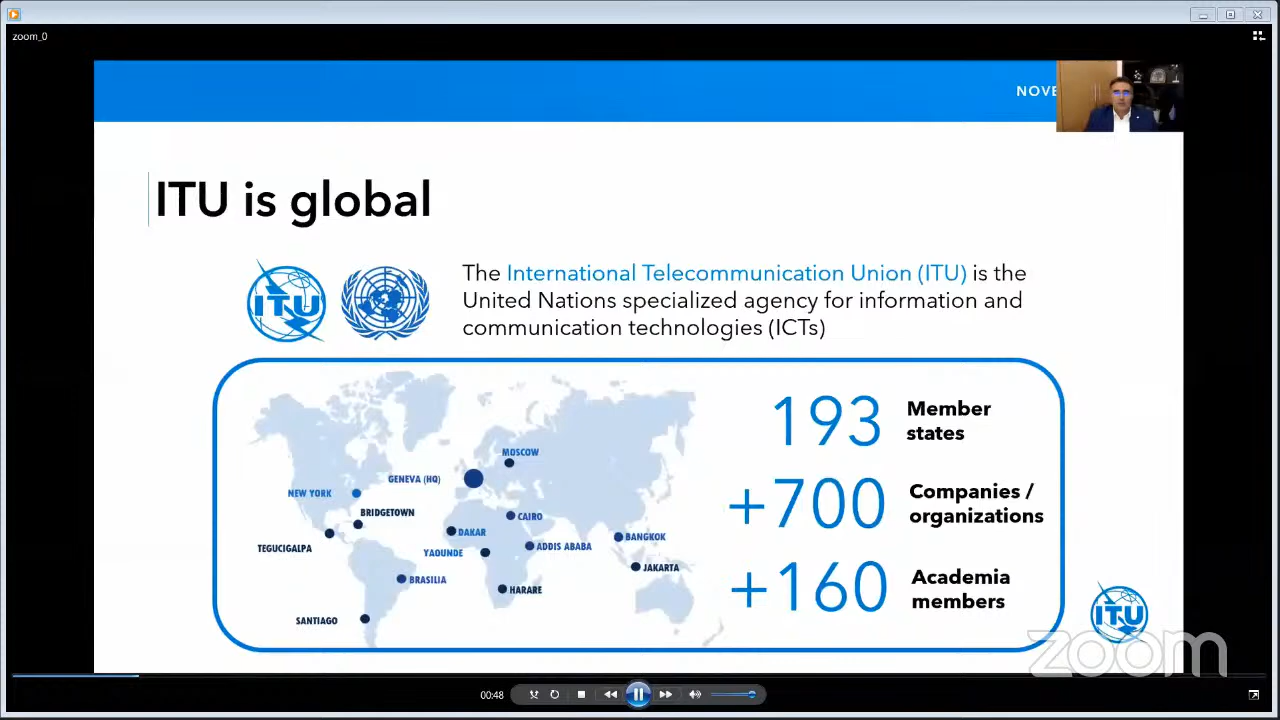 zoom_0
NOVE
ITU is global
ITU
The International Telecommunication Union (ITU) is the
United Nations specialized agency for information and
communication technologies (ICTs)
193 Member
states
+700 Companies /
organizations
+160 Academia
members
MOSCOW
GENEVA (HQ)
NEW YORK
BRIDGETOWN
CAIRO
DAKAR
TEGUCIGALPA
YAOUNDE
ADDIS ABABA
BANGKOK
JAKARTA
BRASILIA
HARARE
SANTIAGO
ITU
zoom
00:48